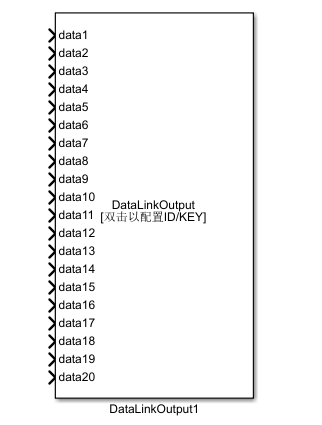 data1
data2
data3
data4
data5
data6
data7
data8
data9
data10
DataLinkOutput
data11
[双击以配置ID/KEY]
data12
data13
data14
data15
data16
data17
data18
data19
data20
DataLinkOutput1